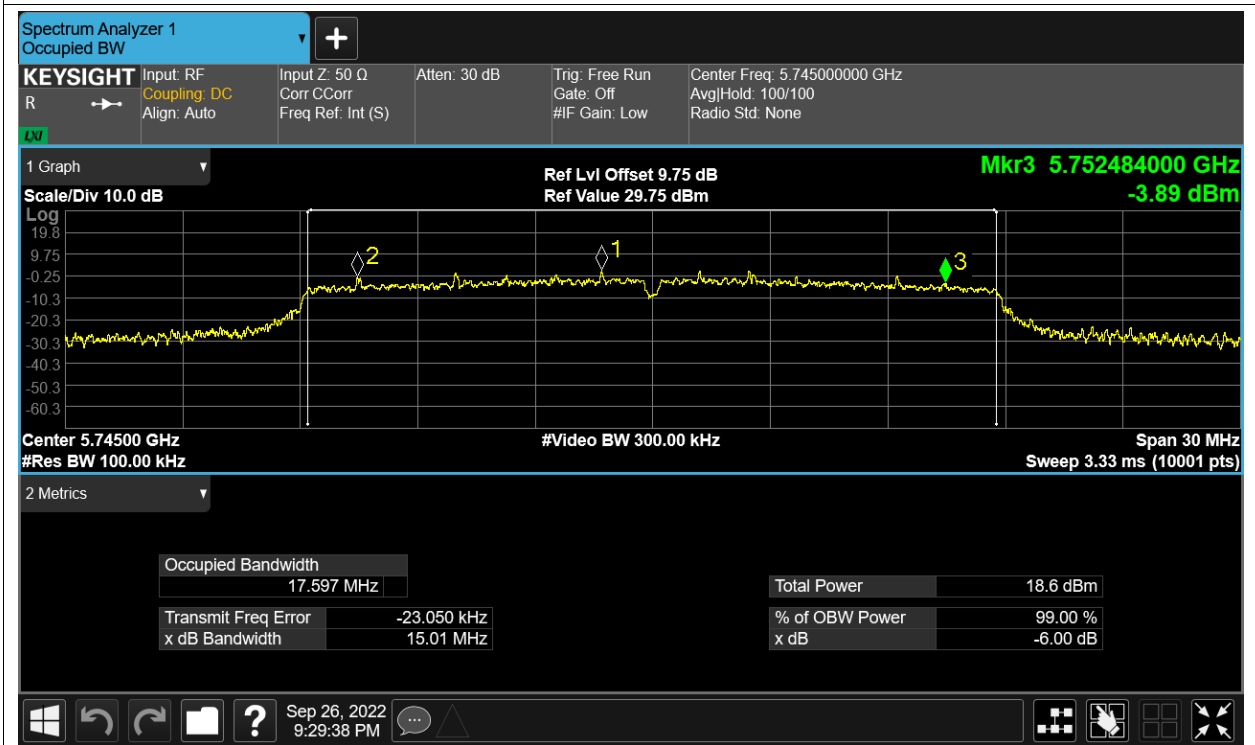 Spectrum Analyzer 1
Occupied BW
KEYSIGHT
R
LXI
Input: RF
Coupling: DC
Align: Auto
Input Z: 50 Ω
Corr CCorr
Freq Ref: Int (S)
Atten: 30 dB
Trig: Free Run
Gate: Off
#IF Gain: Low
Center Freq: 5.745000000 GHz
Avg|Hold: 100/100
Radio Std: None
1 Graph
Scale/Div 10.0 dB
Ref Lvl Offset 9.75 dB
Ref Value 29.75 dBm
Mkr3 5.752484000 GHz
-3.89 dBm
Log
19.8
9.75
-0.25
-10.3
-20.3
-30.3
-40.3
-50.3
-60.3
2
1
3
Center 5.74500 GHz
#Res BW 100.00 kHz
#Video BW 300.00 kHz
Span 30 MHz
Sweep 3.33 ms (10001 pts)
2 Metrics
Occupied Bandwidth
17.597 MHz
Transmit Freq Error -23.050 kHz
x dB Bandwidth 15.01 MHz
Total Power 18.6 dBm
% of OBW Power 99.00 %
x dB -6.00 dB
?
Sep 26, 2022
9:29:38 PM